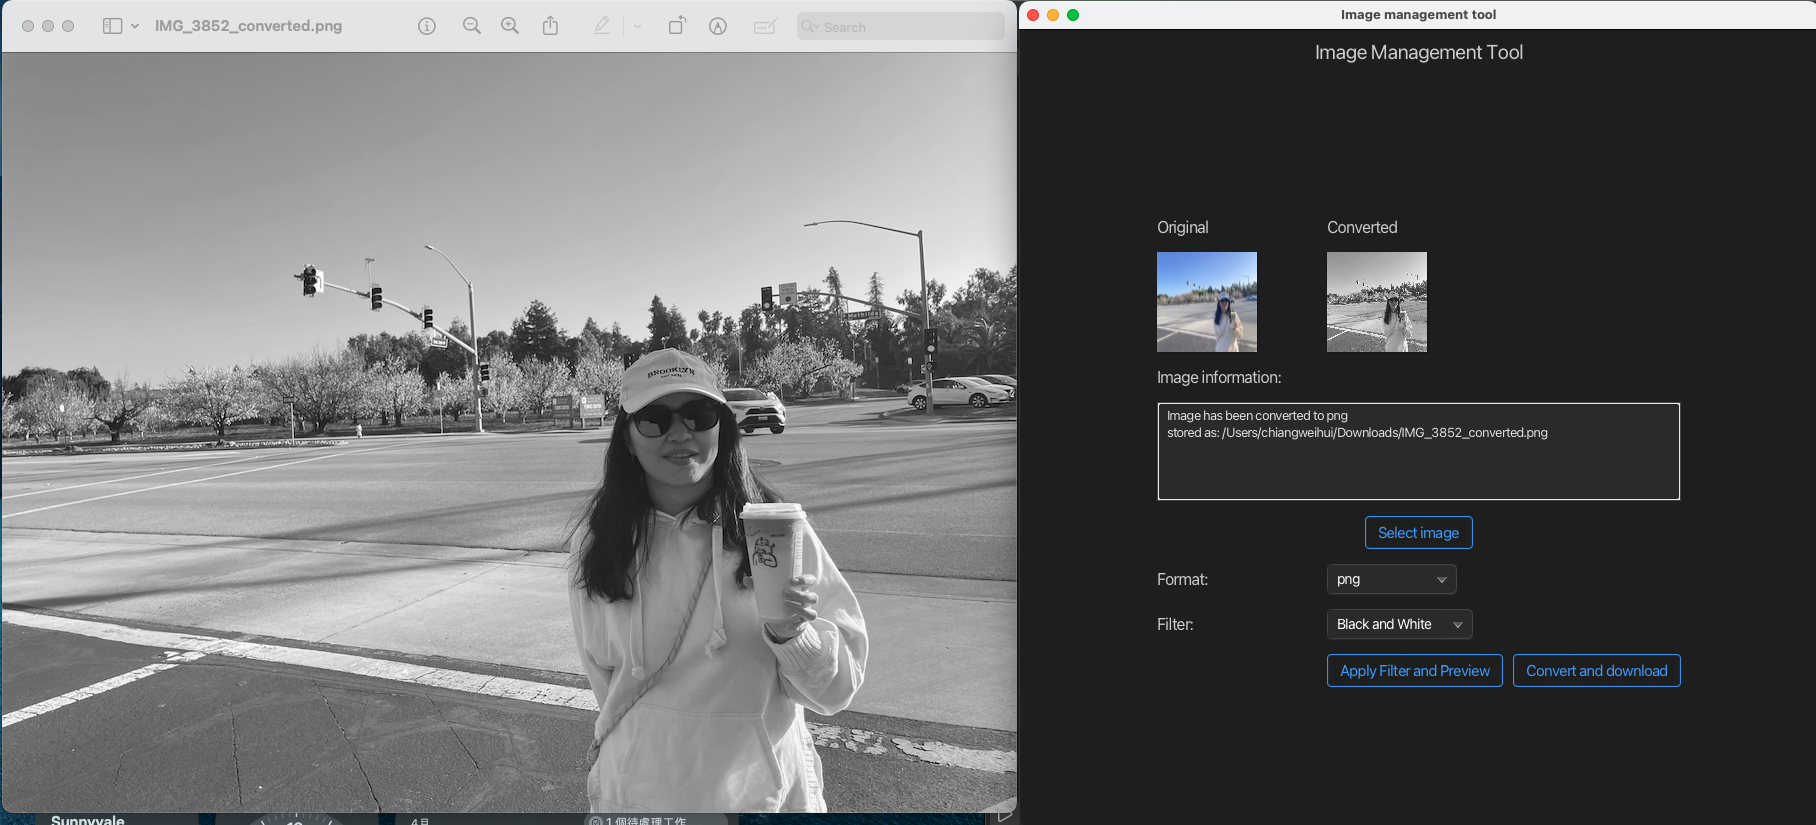 IMG_3852_converted.png
Search
BROOKLYN
Mathilda
Image management tool
Image Management Tool
Original
Converted
Image information:
Image has been converted to png
stored as: /Users/chiangweihui/Downloads/IMG_3852_converted.png
Select image
Format:
png
Filter:
Black and White
Apply Filter and Preview
Convert and download
Sunnyvale
4月
1 個待處理工作